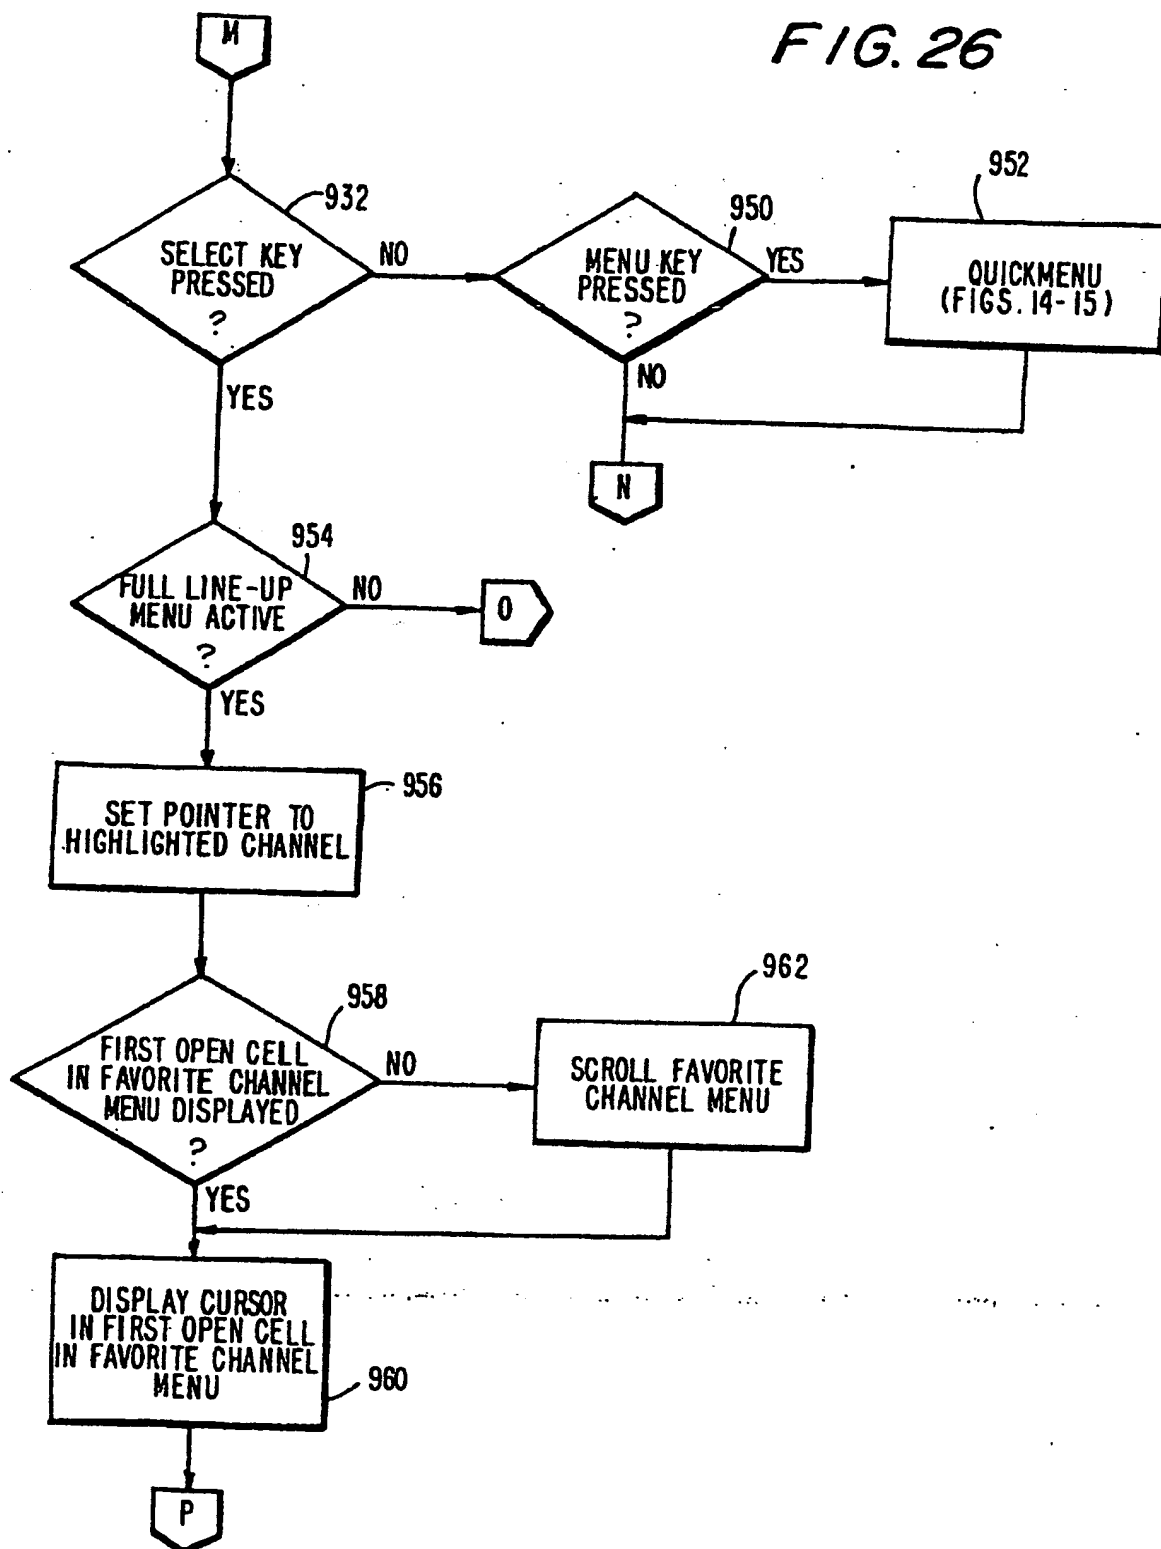 FIG. 26
M
932
SELECT KEY
PRESSED
?
NO
YES
950
MENU KEY
PRESSED
?
YES
NO
952
QUICKMENU
(FIGS. 14-15)
N
954
FULL LINE-UP
MENU ACTIVE
?
NO
O
YES
956
SET POINTER TO
HIGHLIGHTED CHANNEL
958
FIRST OPEN CELL
IN FAVORITE CHANNEL
MENU DISPLAYED
?
NO
YES
962
SCROLL FAVORITE
CHANNEL MENU
DISPLAY CURSOR
IN FIRST OPEN CELL
IN FAVORITE CHANNEL
MENU
960
P